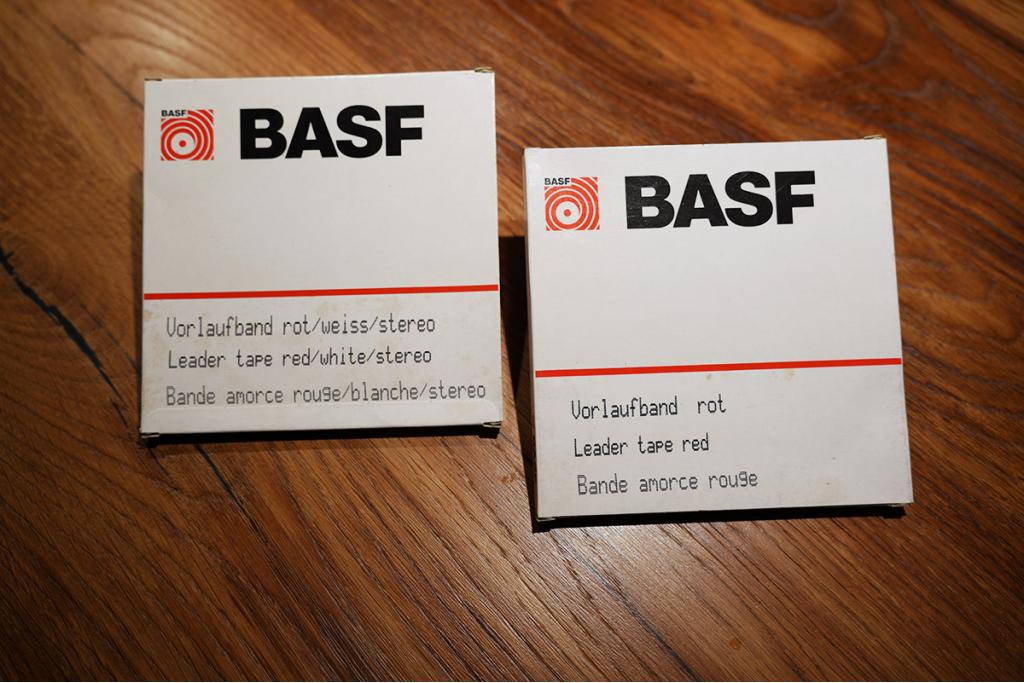 BASF
BASF
Vorlaufband rot/weiss/stereo
Leader tape red/white/stereo
Bande amorce rouge/blanche/stereo
BASF
BASF
Vorlaufband rot
Leader tape red
Bande amorce rouge